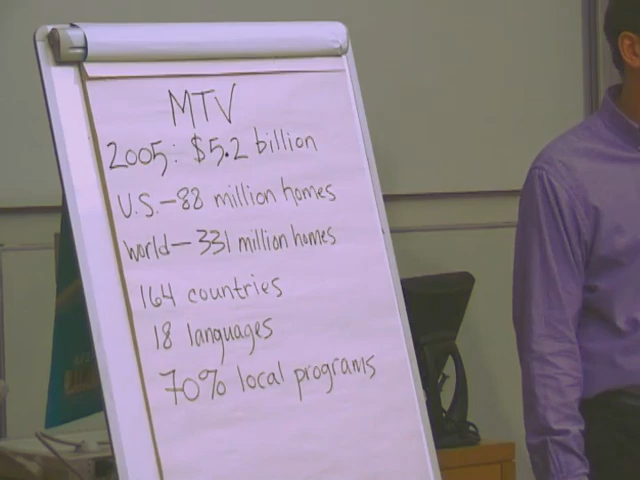 MTV
2005: $5.2 billion
U.S.-88 million homes
World-331 million homes
164 countries
18 languages
70% local programs